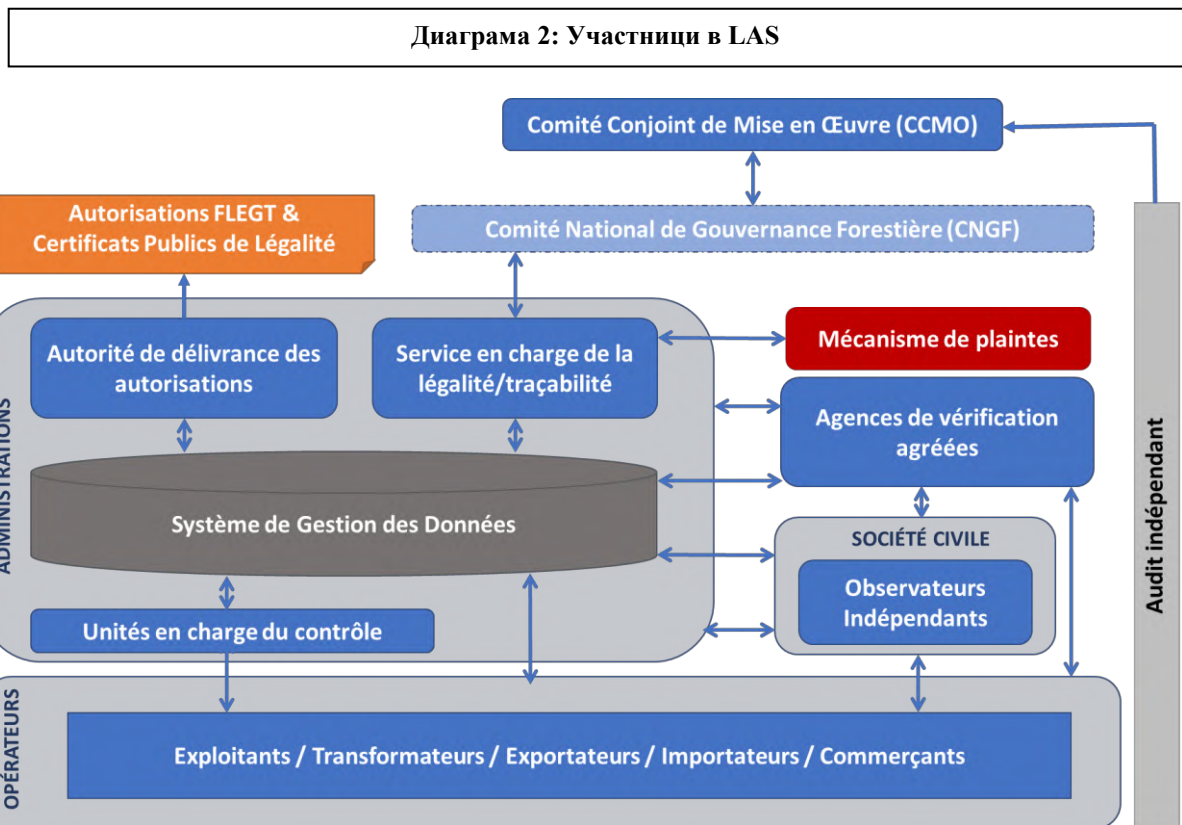 Диаграма 2: Участници в LAS
Comité Conjoint de Mise en Œuvre (CCMO)
Autorisations FLEGT &
Certificats Publics de Légalité
Comité National de Gouvernance Forestière (CNGF)
ADMINISTRATIONS
Autorité de délivrance des
autorisations
Service en charge de la
légalité/traçabilité
Mécanisme de plaintes
Agences de vérification
agréées
Système de Gestion des Données
SOCIÉTÉ CIVILE
Observateurs
Indépendants
Unités en charge du contrôle
Audit indépendant
OPÉRATEURS
Exploitants / Transformateurs / Exportateurs / Importateurs / Commerçants